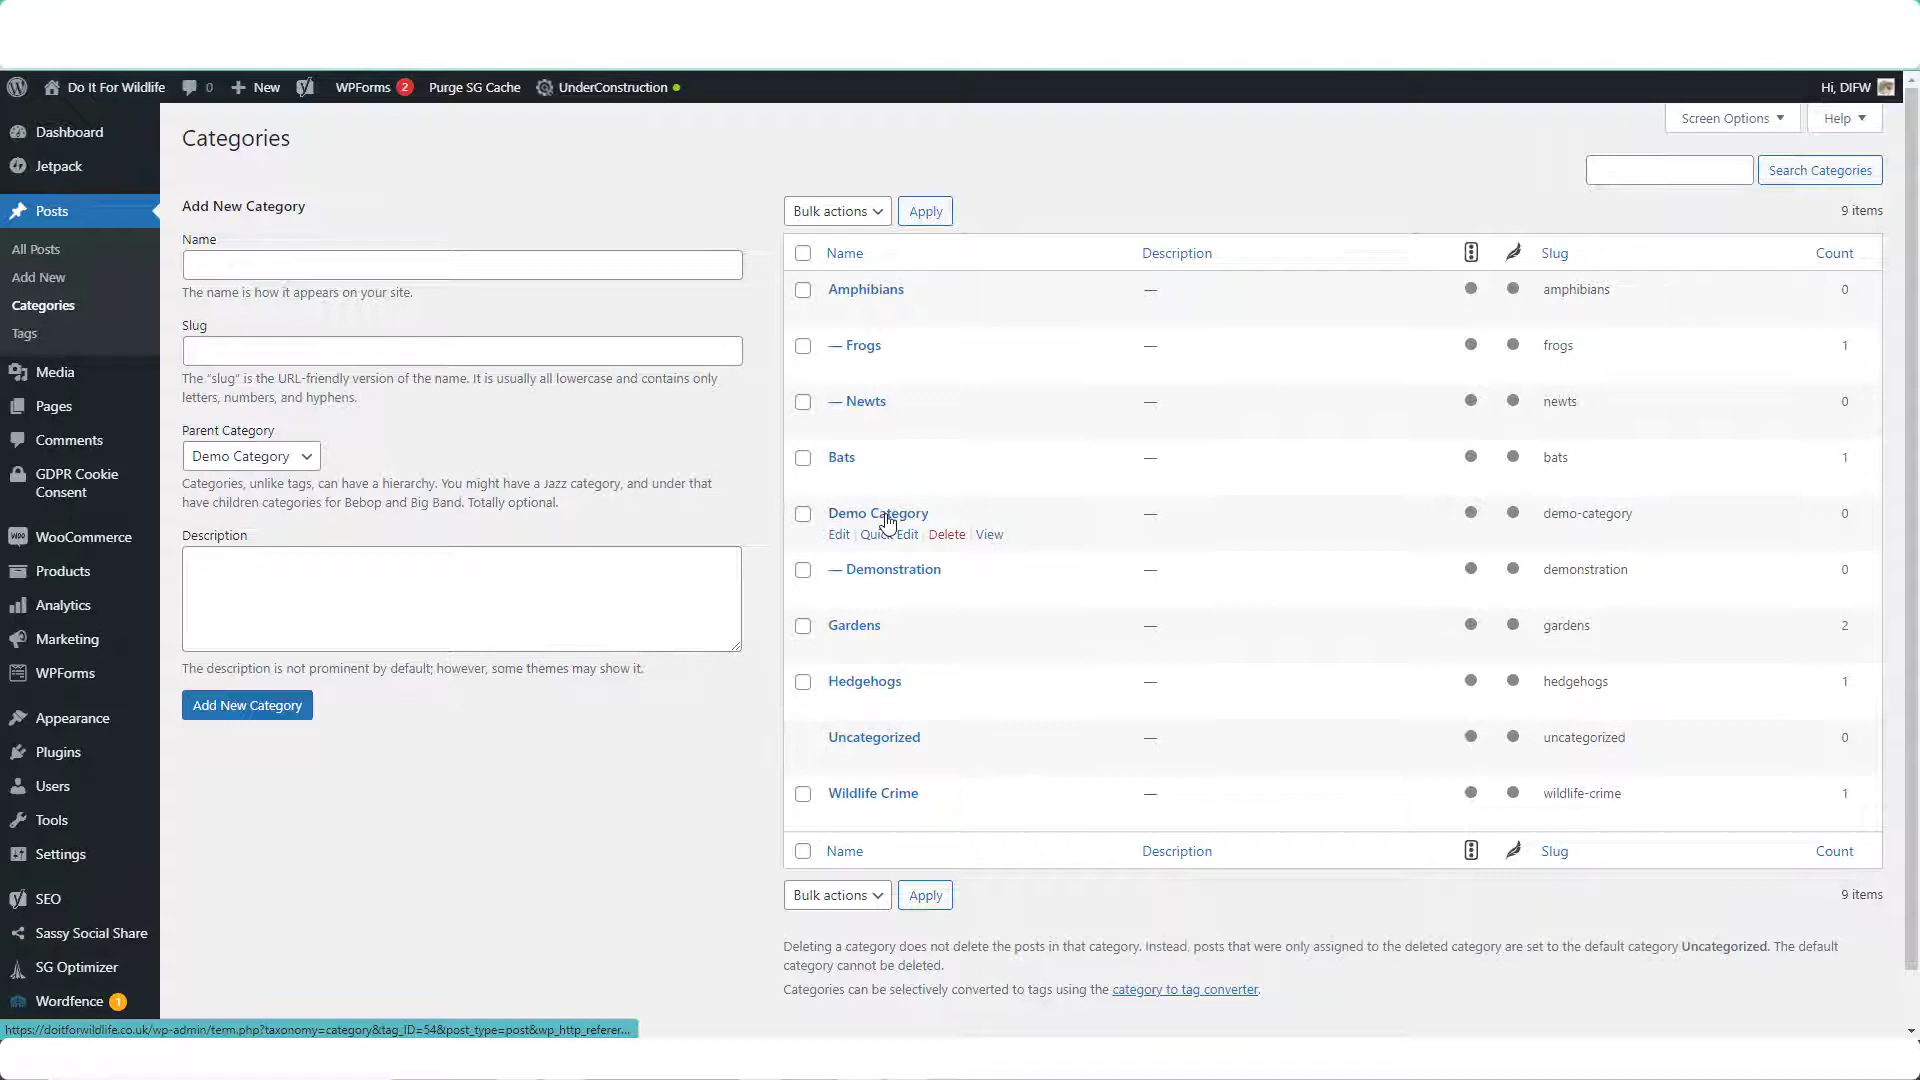 Do It For Wildlife 0 New WPForms 2 Purge SG Cache UnderConstruction Hi, DIFW
Dashboard
Jetpack
Posts
All Posts
Add New
Categories
Tags
Media
Pages
Comments
GDPR Cookie
Consent
WooCommerce
Products
Analytics
Marketing
WPForms
Appearance
Plugins
Users
Tools
Settings
SEO
Sassy Social Share
SG Optimizer
Wordfence 1
Categories
Screen Options Help
Search Categories
Add New Category
Name
The name is how it appears on your site.
Slug
The “slug” is the URL-friendly version of the name. It is usually all lowercase and contains only
letters, numbers, and hyphens.
Parent Category
Demo Category
Categories, unlike tags, can have a hierarchy. You might have a Jazz category, and under that
have children categories for Bebop and Big Band. Totally optional.
Description
The description is not prominent by default; however, some themes may show it.
Add New Category
Bulk actions Apply 9 items
Name Description Slug Count
Amphibians — amphibians 0
— Frogs — frogs 1
— Newts — newts 0
Bats — bats 1
Demo Category — demo-category 0
Edit | Quick Edit | Delete | View
— Demonstration — demonstration 0
Gardens — gardens 2
Hedgehogs — hedgehogs 1
Uncategorized — uncategorized 0
Wildlife Crime — wildlife-crime 1
Name Description Slug Count
Bulk actions Apply 9 items
Deleting a category does not delete the posts in that category. Instead, posts that were only assigned to the deleted category are set to the default category Uncategorized. The default
category cannot be deleted.
Categories can be selectively converted to tags using the category to tag converter.
https://doitforwildlife.co.uk/wp-admin/term.php?taxonomy=category&tag_ID=54&post_type=post&wp_http_referer...